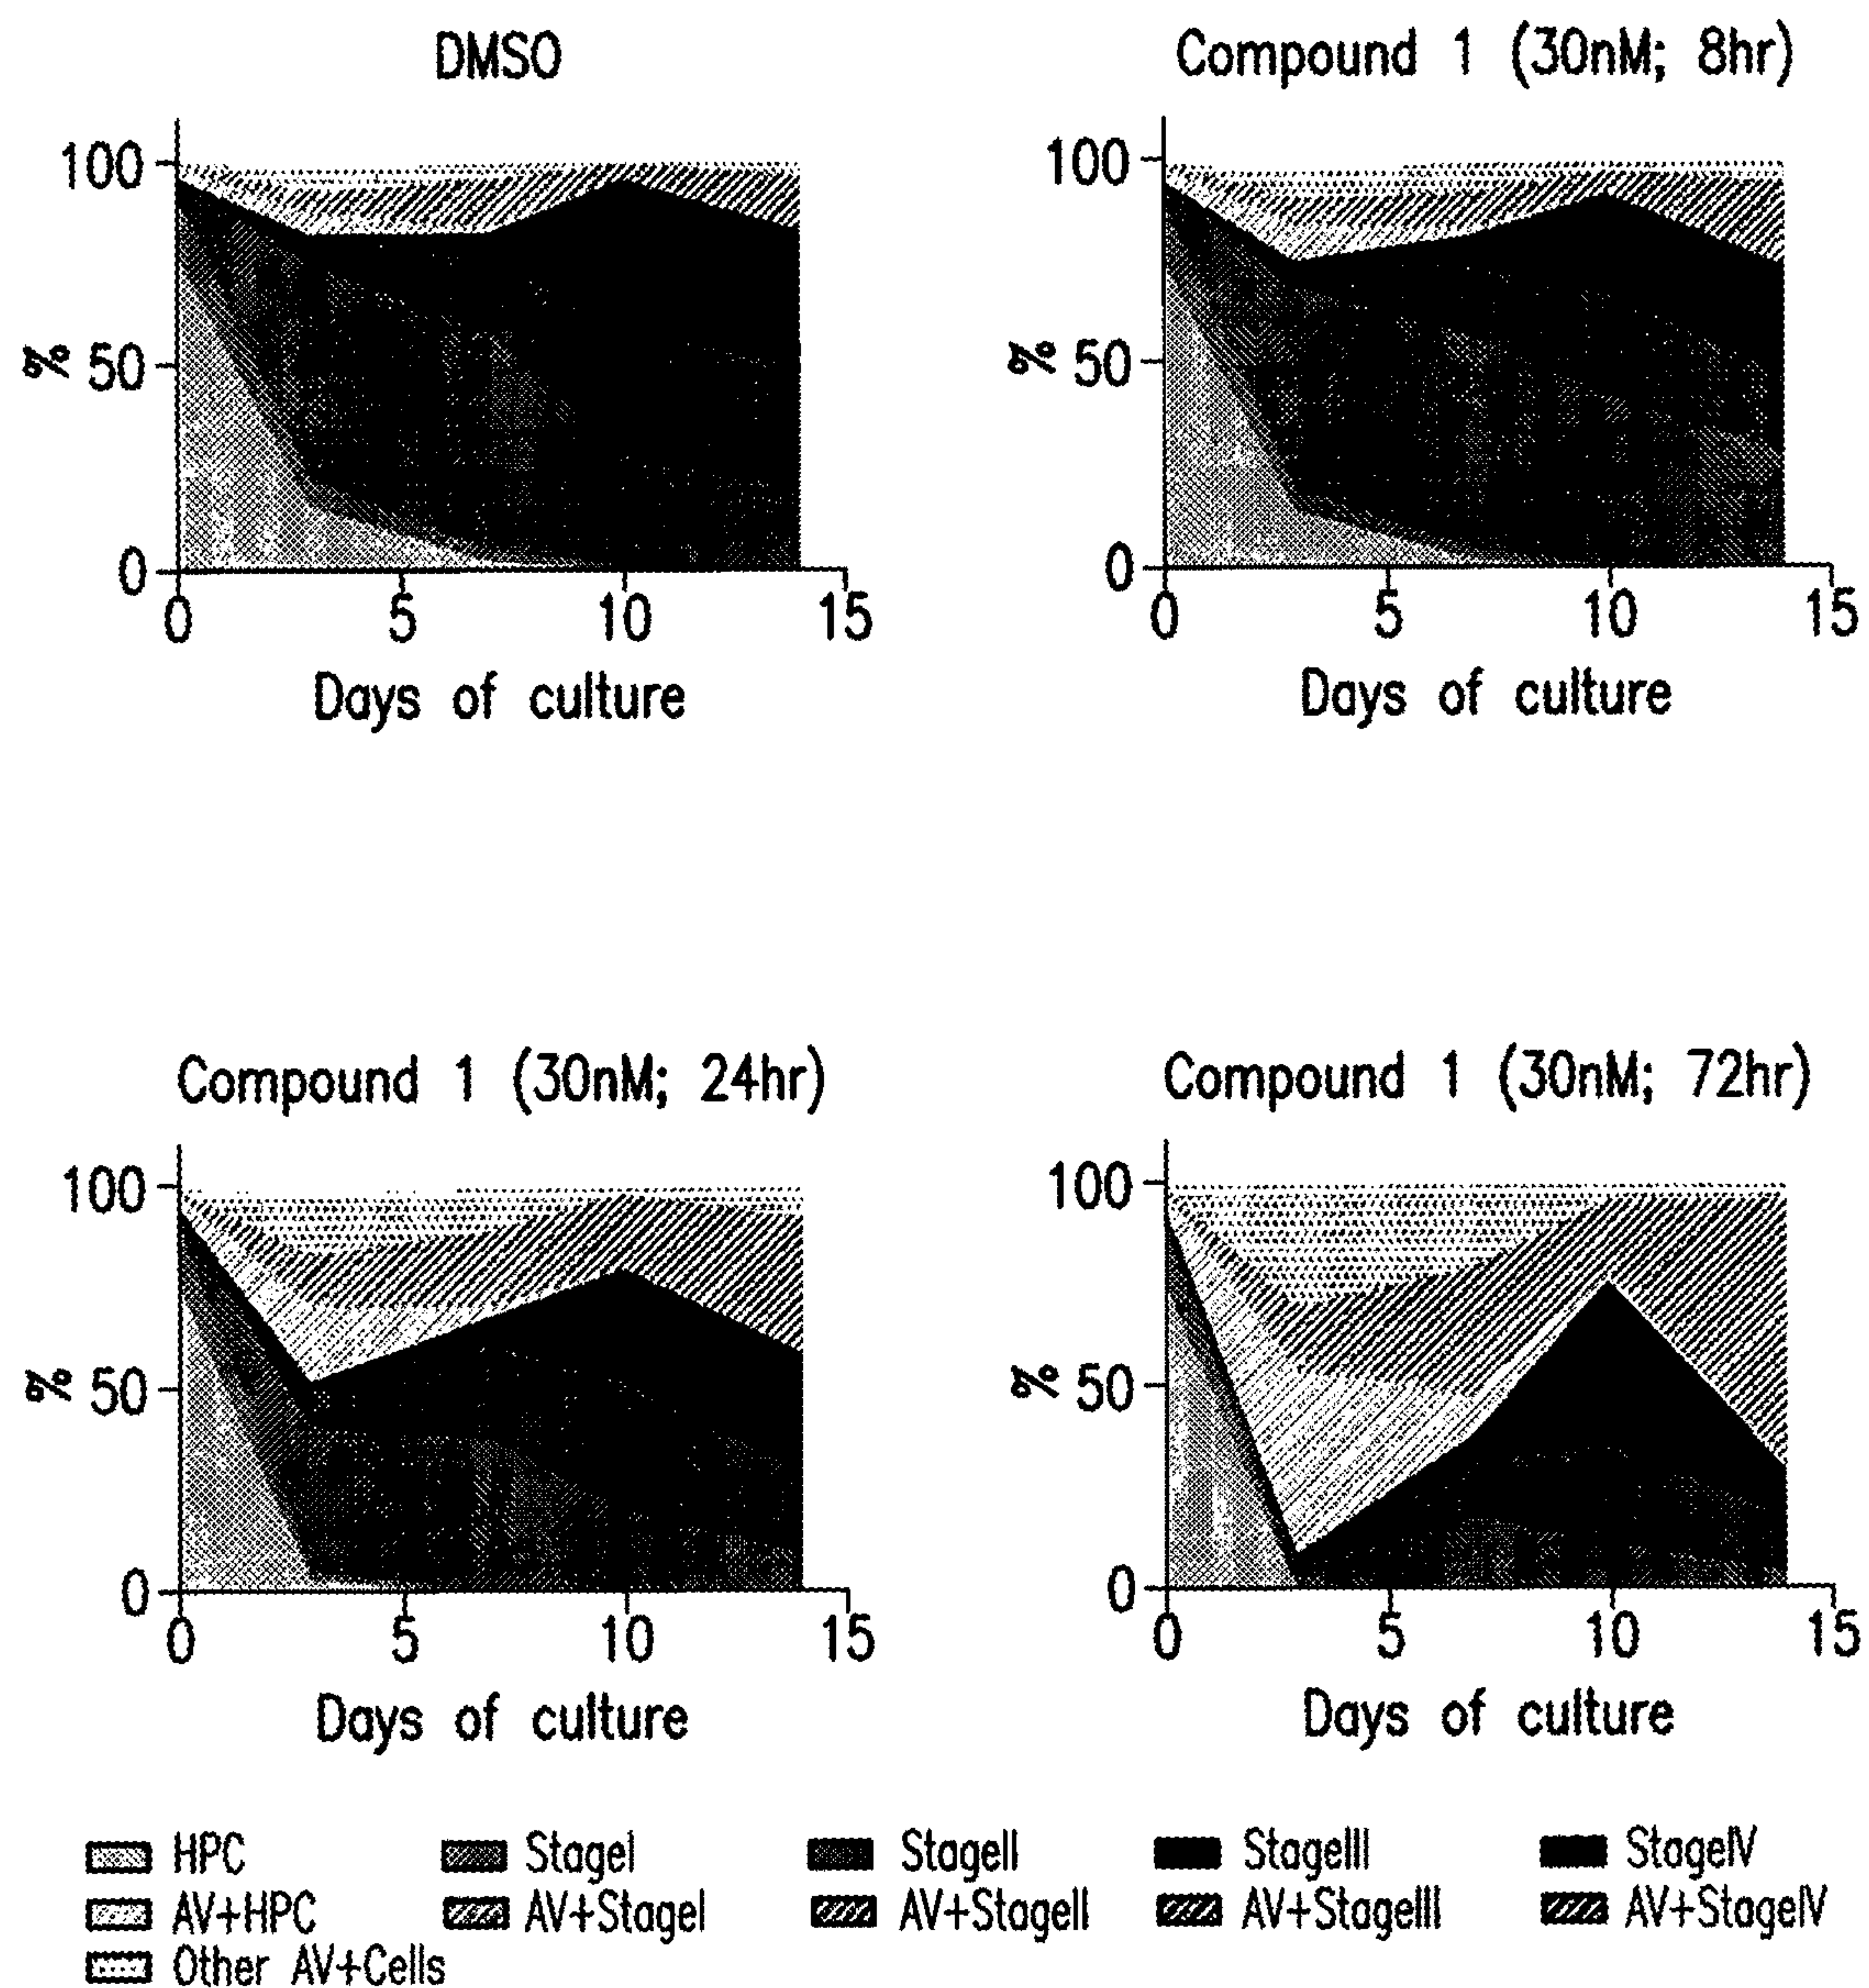 DMSO
100
% 50
0
0 5 10 15
Days of culture
Compound 1 (30nM; 8hr)
100
% 50
0
0 5 10 15
Days of culture
Compound 1 (30nM; 24hr)
100
% 50
0
0 5 10 15
Days of culture
Compound 1 (30nM; 72hr)
100
% 50
0
0 5 10 15
Days of culture
HPC StageI StageII StageIII StageIV
AV+HPC AV+StageI AV+StageII AV+StageIII AV+StageIV
Other AV+Cells